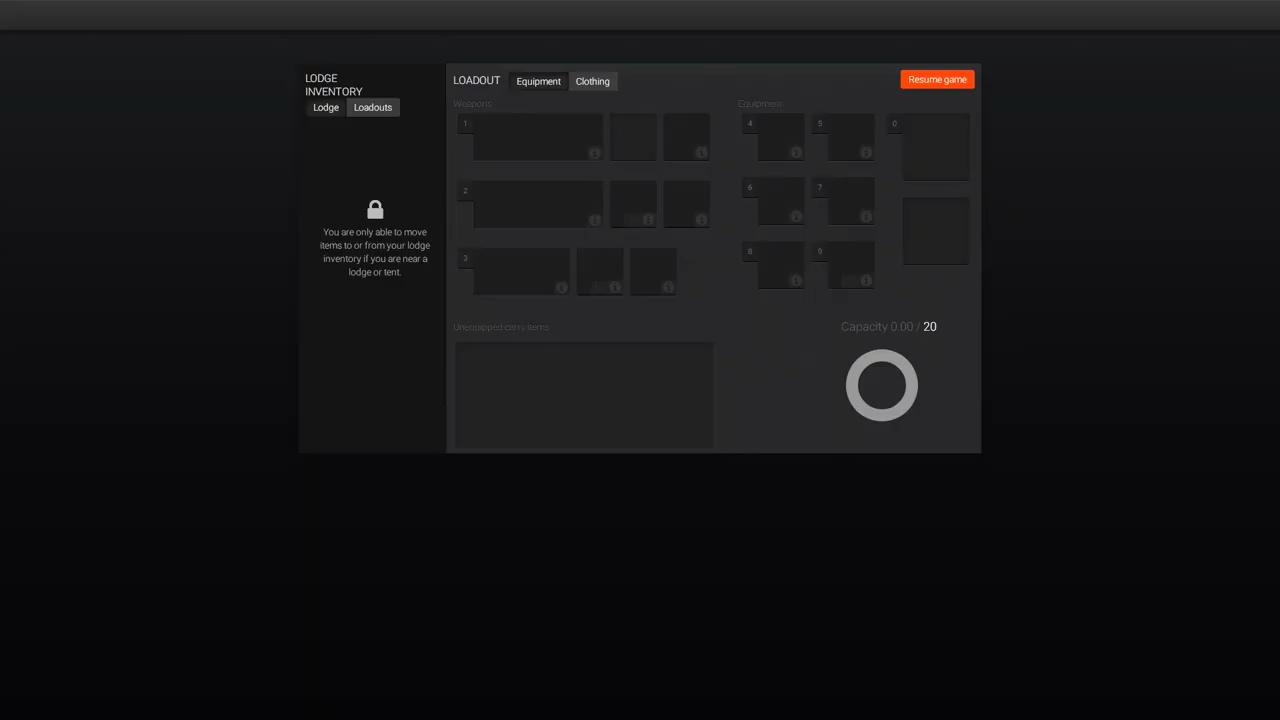 LODGE
INVENTORY
Lodge Loadouts
You are only able to move
items to or from your lodge
inventory if you are near a
lodge or tent.
LOADOUT Equipment Clothing
Resume game
Weapons
1
2
3
Equipment
4 5 0
6 7
8 9
Unequipped carry items
Capacity 0.00 / 20